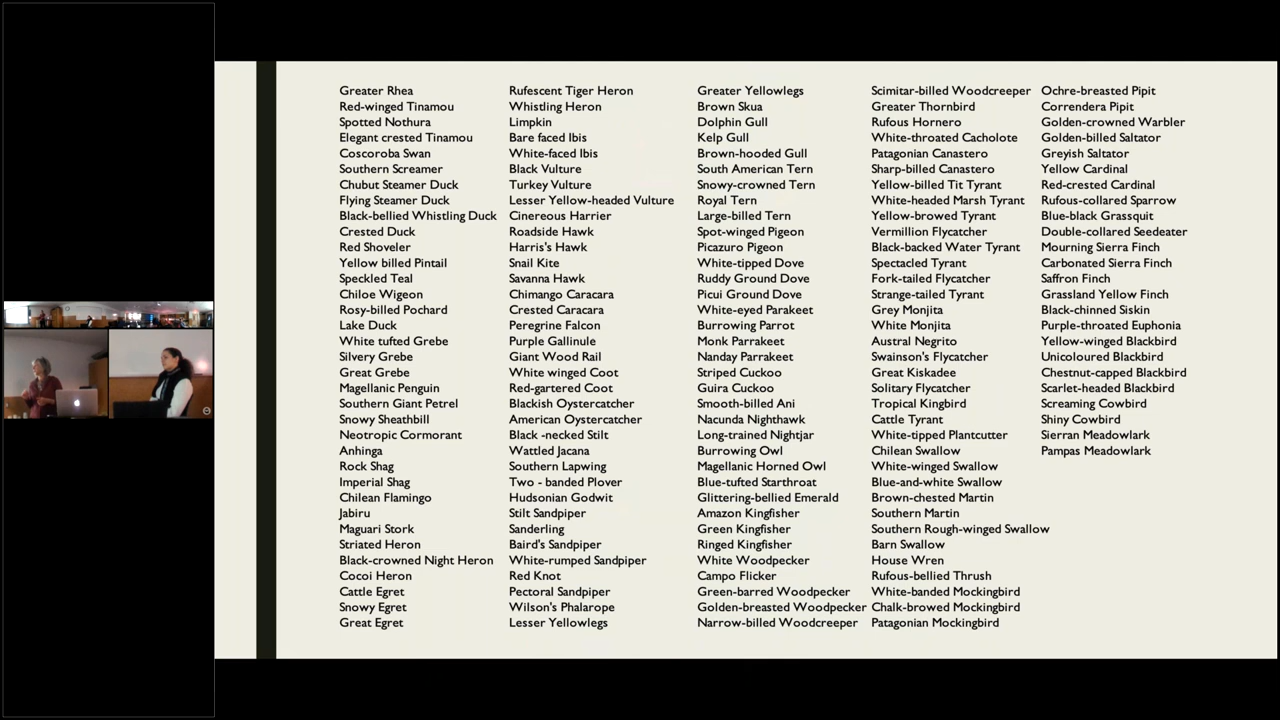 Greater Rhea
Red-winged Tinamou
Spotted Nothura
Elegant crested Tinamou
Coscoroba Swan
Southern Screamer
Chubut Steamer Duck
Flying Steamer Duck
Black-bellied Whistling Duck
Crested Duck
Red Shoveler
Yellow billed Pintail
Speckled Teal
Chiloe Wigeon
Rosy-billed Pochard
Lake Duck
White tufted Grebe
Silvery Grebe
Great Grebe
Magellanic Penguin
Southern Giant Petrel
Snowy Sheathbill
Neotropic Cormorant
Anhinga
Rock Shag
Imperial Shag
Chilean Flamingo
Jabiru
Maguari Stork
Striated Heron
Black-crowned Night Heron
Cocoi Heron
Cattle Egret
Snowy Egret
Great Egret
Rufescent Tiger Heron
Whistling Heron
Limpkin
Bare faced Ibis
White-faced Ibis
Black Vulture
Turkey Vulture
Lesser Yellow-headed Vulture
Cinereous Harrier
Roadside Hawk
Harris's Hawk
Snail Kite
Savanna Hawk
Chimango Caracara
Crested Caracara
Peregrine Falcon
Purple Gallinule
Giant Wood Rail
White winged Coot
Red-gartered Coot
Blackish Oystercatcher
American Oystercatcher
Black -necked Stilt
Wattled Jacana
Southern Lapwing
Two - banded Plover
Hudsonian Godwit
Stilt Sandpiper
Sanderling
Baird's Sandpiper
White-rumped Sandpiper
Red Knot
Pectoral Sandpiper
Wilson's Phalarope
Lesser Yellowlegs
Greater Yellowlegs
Brown Skua
Dolphin Gull
Kelp Gull
Brown-hooded Gull
South American Tern
Snowy-crowned Tern
Royal Tern
Large-billed Tern
Spot-winged Pigeon
Picazuro Pigeon
White-tipped Dove
Ruddy Ground Dove
Picui Ground Dove
White-eyed Parakeet
Burrowing Parrot
Monk Parrakeet
Nanday Parrakeet
Striped Cuckoo
Guira Cuckoo
Smooth-billed Ani
Nacunda Nighthawk
Long-trained Nightjar
Burrowing Owl
Magellanic Horned Owl
Blue-tufted Starthroat
Glittering-bellied Emerald
Amazon Kingfisher
Green Kingfisher
Ringed Kingfisher
White Woodpecker
Campo Flicker
Green-barred Woodpecker
Golden-breasted Woodpecker
Narrow-billed Woodcreeper
Scimitar-billed Woodcreeper
Greater Thornbird
Rufous Hornero
White-throated Cacholote
Patagonian Canastero
Sharp-billed Canastero
Yellow-billed Tit Tyrant
White-headed Marsh Tyrant
Yellow-browed Tyrant
Vermillion Flycatcher
Black-backed Water Tyrant
Spectacled Tyrant
Fork-tailed Flycatcher
Strange-tailed Tyrant
Grey Monjita
White Monjita
Austral Negrito
Swainson's Flycatcher
Great Kiskadee
Solitary Flycatcher
Tropical Kingbird
Cattle Tyrant
White-tipped Plantcutter
Chilean Swallow
White-winged Swallow
Blue-and-white Swallow
Brown-chested Martin
Southern Martin
Southern Rough-winged Swallow
Barn Swallow
House Wren
Rufous-bellied Thrush
White-banded Mockingbird
Chalk-browed Mockingbird
Patagonian Mockingbird
Ochre-breasted Pipit
Correndera Pipit
Golden-crowned Warbler
Golden-billed Saltator
Greyish Saltator
Yellow Cardinal
Red-crested Cardinal
Rufous-collared Sparrow
Blue-black Grassquit
Double-collared Seedeater
Mourning Sierra Finch
Carbonated Sierra Finch
Saffron Finch
Grassland Yellow Finch
Black-chinned Siskin
Purple-throated Euphonia
Yellow-winged Blackbird
Unicoloured Blackbird
Chestnut-capped Blackbird
Scarlet-headed Blackbird
Screaming Cowbird
Shiny Cowbird
Sierran Meadowlark
Pampas Meadowlark